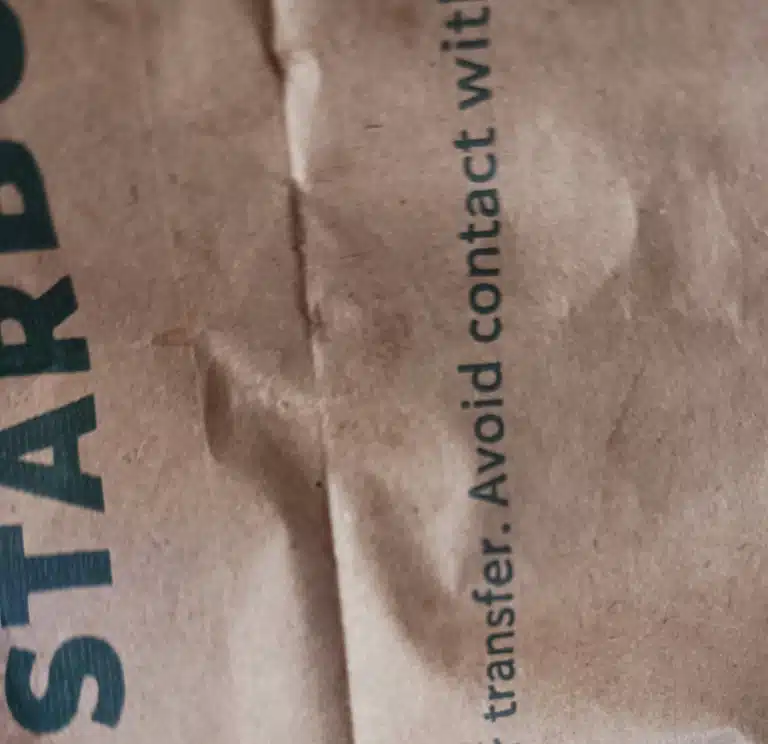 STARB
transfer. Avoid contact wit